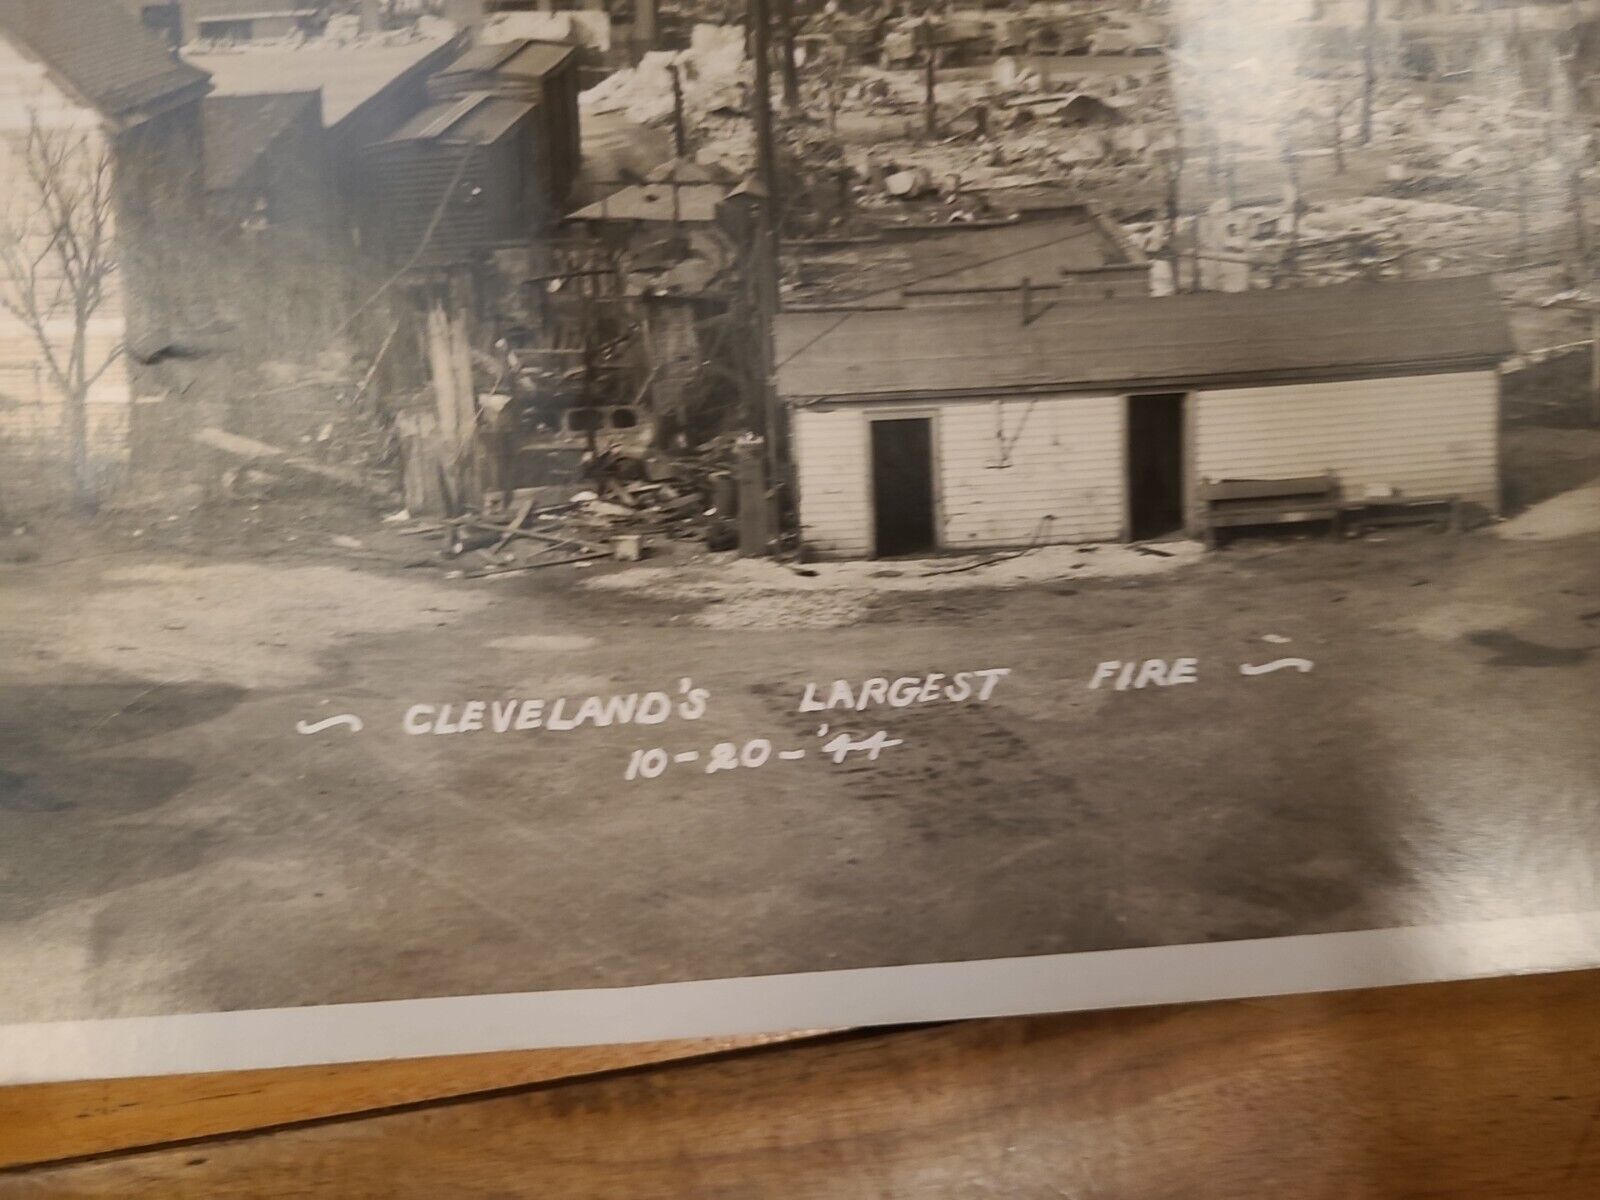 ~ CLEVELAND'S LARGEST FIRE ~
10-20-'44